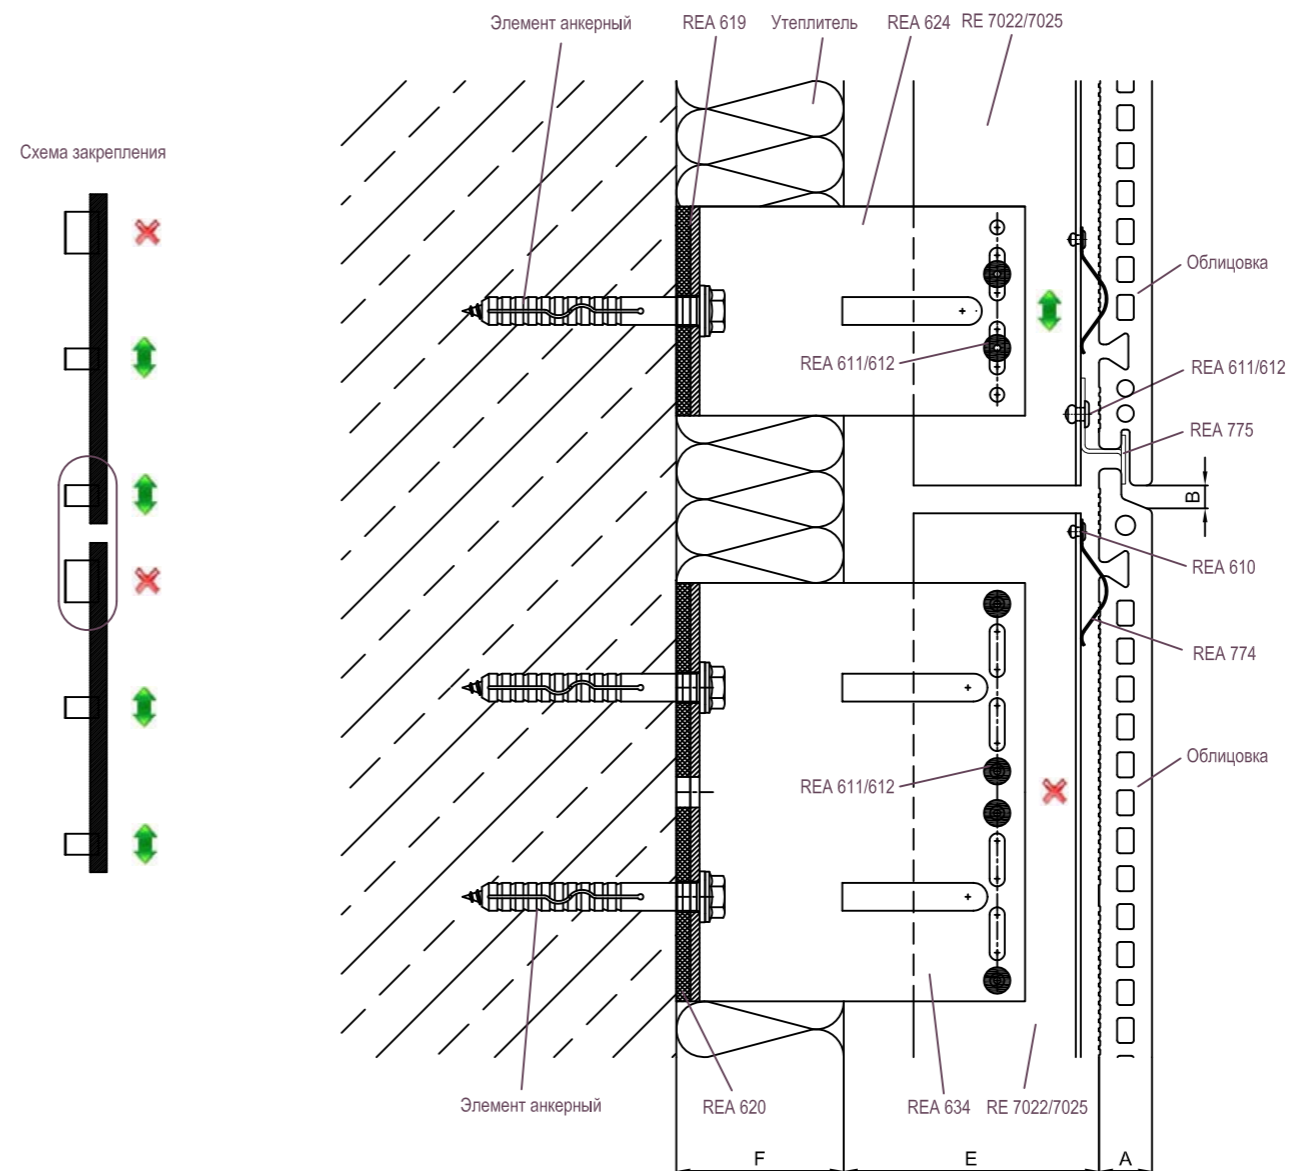 Элемент анкерный
REA 619
Утеплитель
REA 624
RE 7022/7025
Схема закрепления
Облицовка
REA 611/612
REA 611/612
REA 775
B
REA 610
REA 774
Облицовка
REA 611/612
Элемент анкерный
REA 620
REA 634
RE 7022/7025
F
E
A